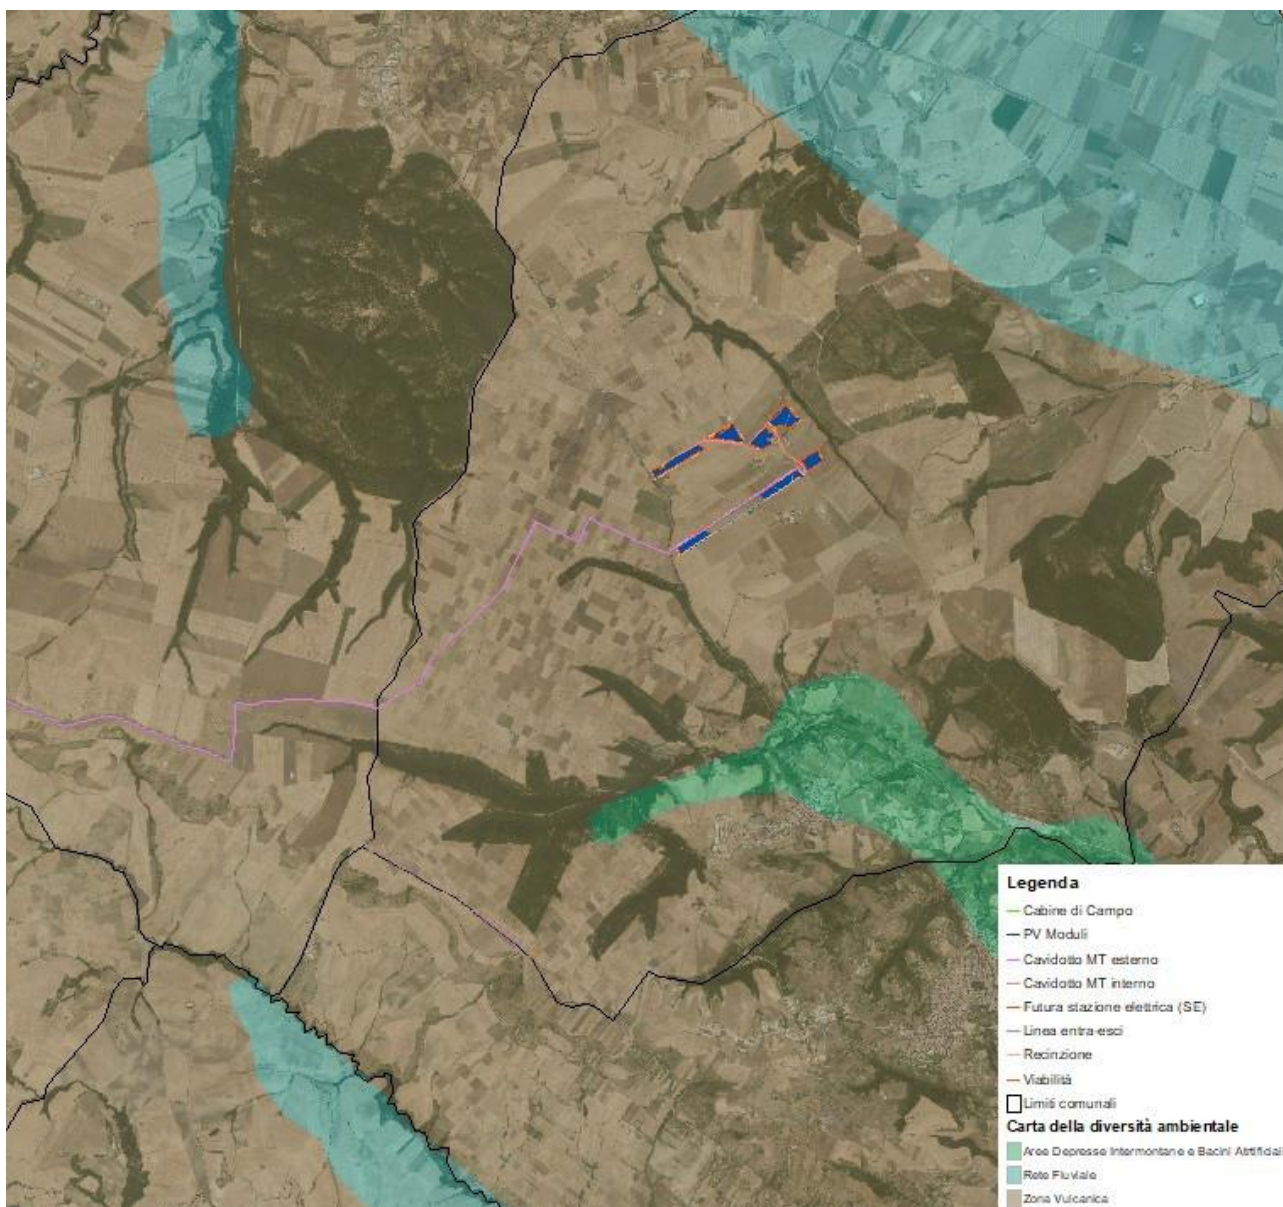 Legenda
Cabine di Campo
PV Moduli
Cavidotto MT esterno
Cavidotto MT interno
Futura stazione elettrica (SE)
Linea entra-esci
Recinzione
Viabilità
Limiti comunali
Carta della diversità ambientale
Aree Depresse Intermontane e Bacini Atrtificiali
Rete Fluviale
Zona Vulcanica